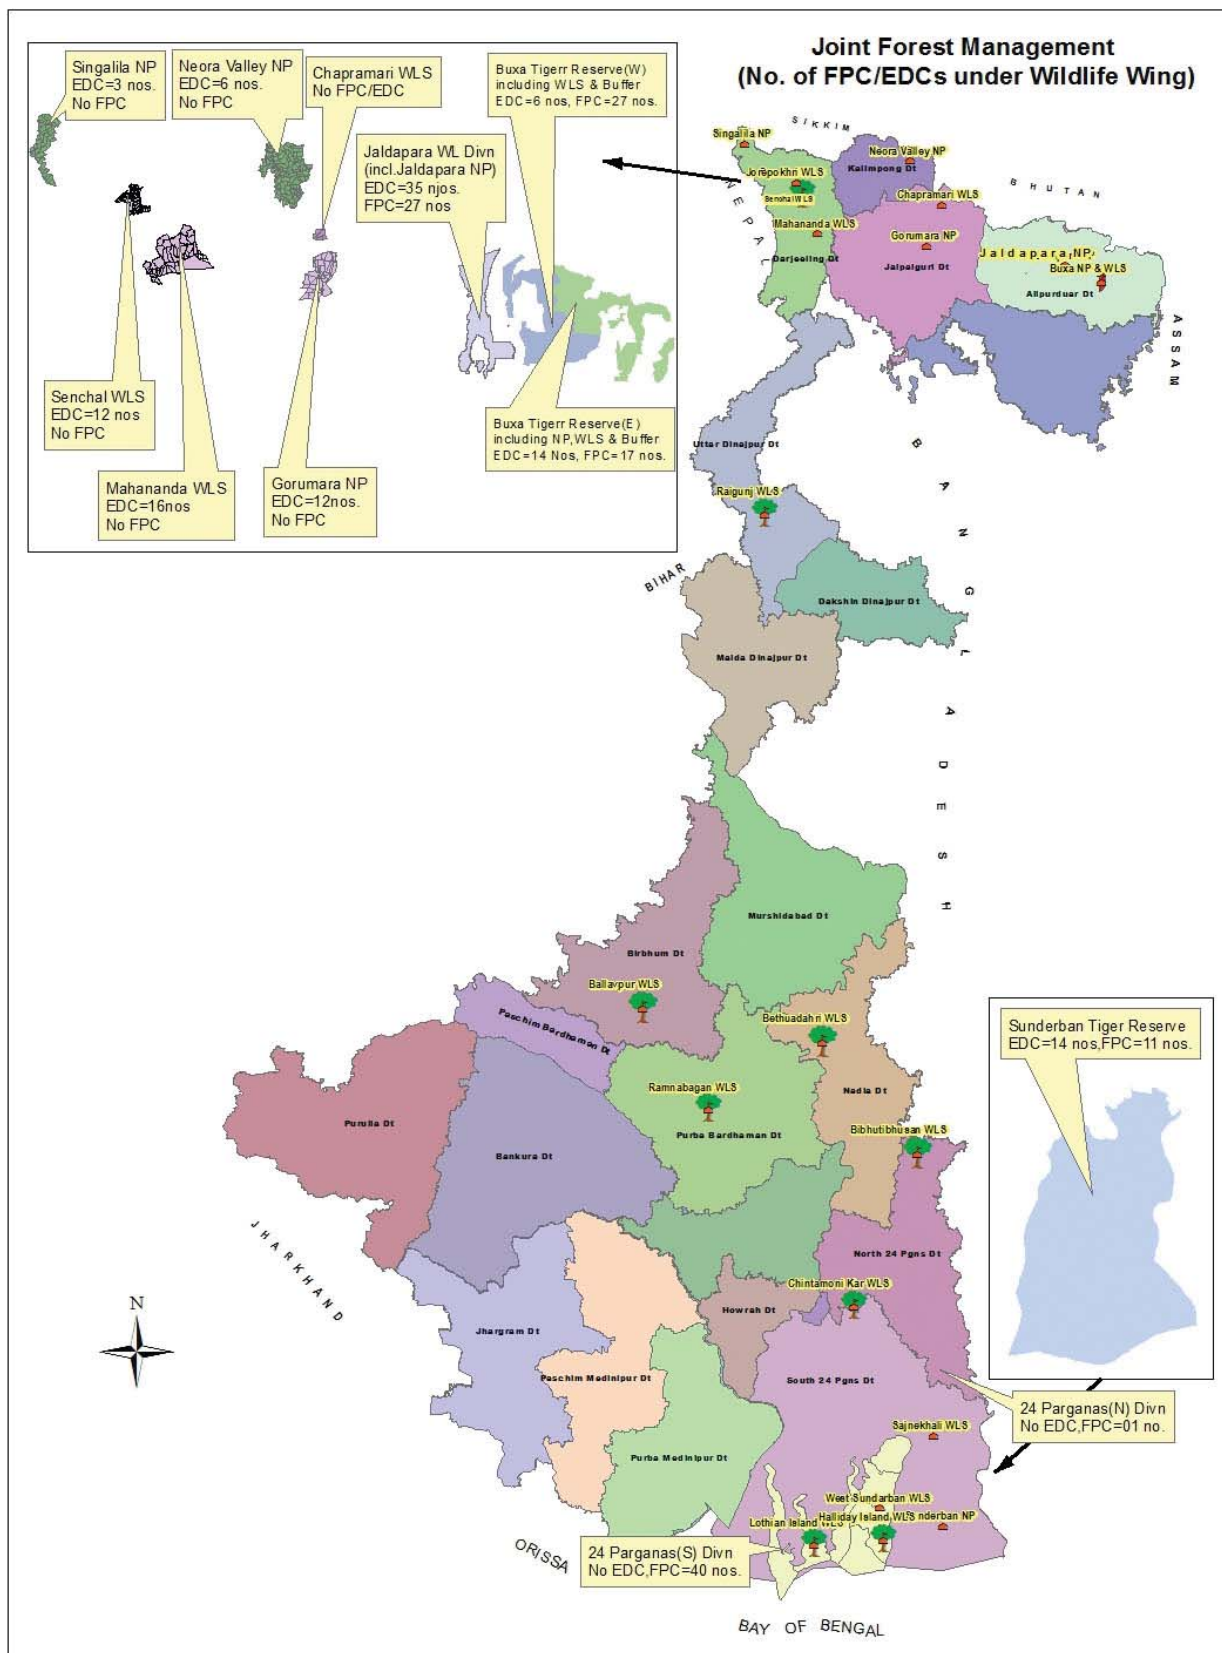 Joint Forest Management
(No. of FPC/EDCs under Wildlife Wing)
Singalila NP
EDC=3 nos.
No FPC
Neora Valley NP
EDC=6 nos.
No FPC
Chapramari WLS
No FPC/EDC
Buxa Tigerr Reserve(W)
including WLS & Buffer
EDC=6 nos, FPC=27 nos.
Jaldapara WL Divn
(incl.Jaldapara NP)
EDC=35 njos.
FPC=27 nos
Senchal WLS
EDC=12 nos
No FPC
Mahananda WLS
EDC=16nos
No FPC
Gorumara NP
EDC=12nos.
No FPC
Buxa Tigerr Reserve(E)
including NP,WLS & Buffer
EDC=14 Nos, FPC=17 nos.
SIKKIM
Singalila NP
Neora Valley NP
Jorepokhri WLS
Kalimpong Dt
BHUTAN
NEPAL
Senchal WLS
Chapramari WLS
Mahananda WLS
Gorumara NP
Darjeeling Dt
Jalpaiguri Dt
Jaldapara NP
Buxa NP & WLS
Alipurduar Dt
ASSAM
BANGLADESH
Uttar Dinajpur Dt
Raigunj WLS
BIHAR
Dakshin Dinajpur Dt
Malda Dinajpur Dt
Murshidabad Dt
Birbhum Dt
Ballavpur WLS
Paschim Bardhaman Dt
Bethuadahri WLS
Sunderban Tiger Reserve
EDC=14 nos,FPC=11 nos.
Ramnabagan WLS
Nadia Dt
Purulia Dt
Purba Bardhaman Dt
Bibhutibhusan WLS
Bankura Dt
JHARKHAND
North 24 Pgns Dt
Chintamoni Kar WLS
N
Howrah Dt
Jhargram Dt
Paschim Medinipur Dt
South 24 Pgns Dt
24 Parganas(N) Divn
No EDC,FPC=01 no.
Sajnekhali WLS
Purba Medinipur Dt
West Sundarban WLS
Lothian Island WLS
Halliday Island WLS
nderban NP
ORISSA
24 Parganas(S) Divn
No EDC,FPC=40 nos.
BAY OF BENGAL